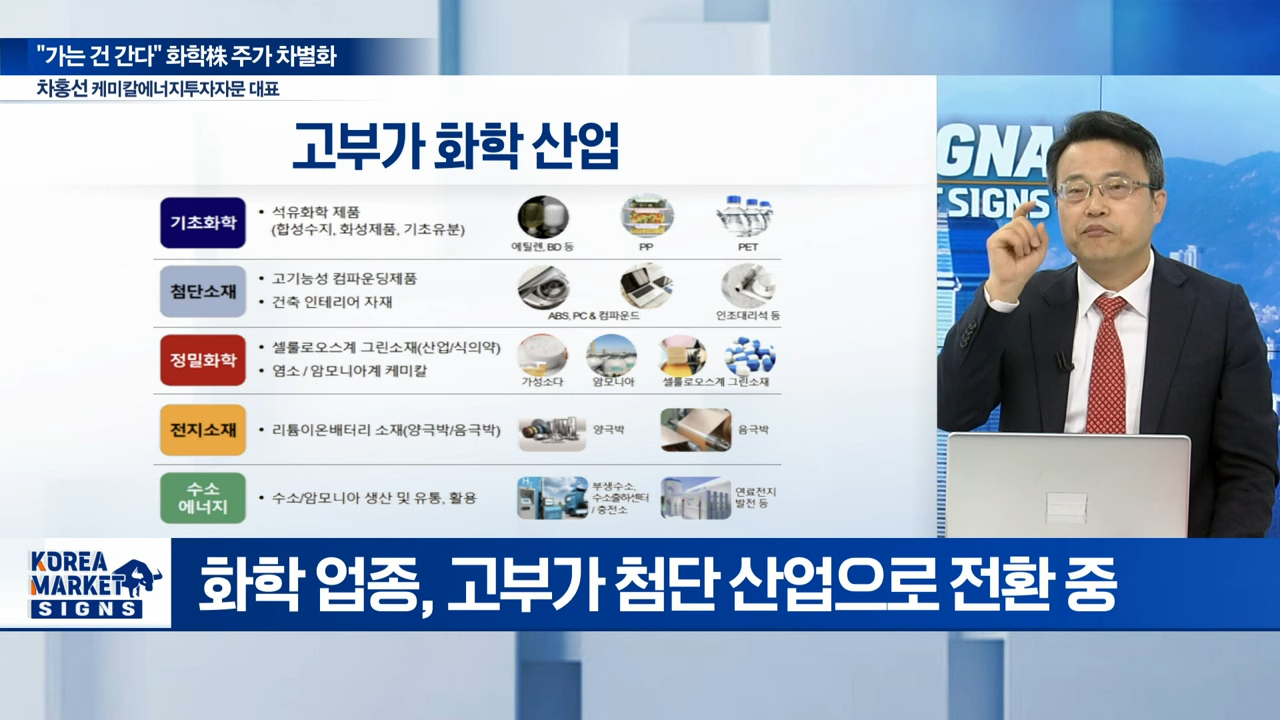 "가는 건 간다" 화학株 주가 차별화
차홍선 케미칼에너지투자자문 대표
고부가 화학 산업
기초화학
• 석유화학 제품
(합성수지, 화성제품, 기초유분)
에틸렌, BD 등
PP
PET
첨단소재
• 고기능성 컴파운딩제품
• 건축 인테리어 자재
ABS, PC & 컴파운드
인조대리석 등
정밀화학
• 셀룰로오스계 그린소재(산업/식의약)
• 염소 / 암모니아계 케미칼
가성소다
암모니아
셀룰로오스계 그린소재
전지소재
• 리튬이온배터리 소재(양극박/음극박)
양극박
음극박
수소
에너지
• 수소/암모니아 생산 및 유통, 활용
부생수소,
수소출하센터
/ 충전소
연료전지
발전 등
GNA
SIGNS
KOREA
MARKET
SIGNS
화학 업종, 고부가 첨단 산업으로 전환 중